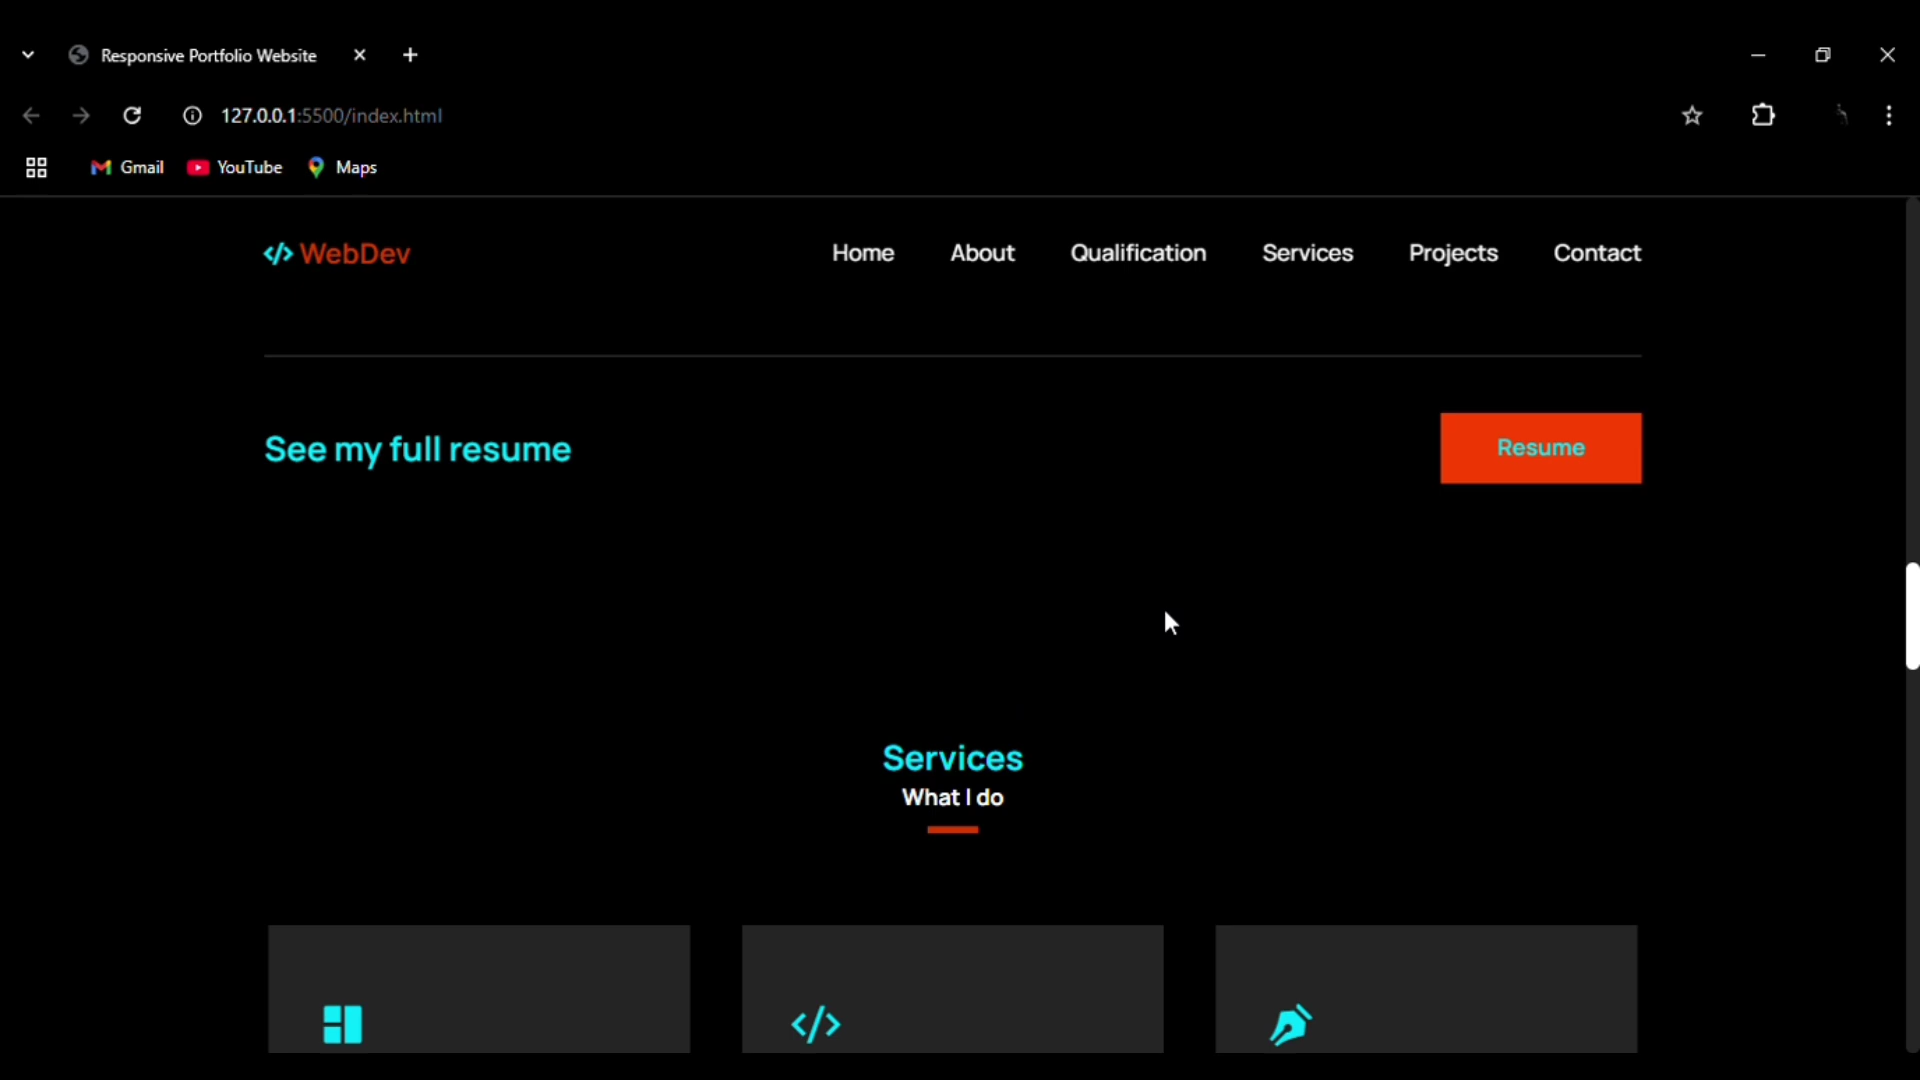 Responsive Portfolio Website
127.0.0.1:5500/index.html
Gmail YouTube Maps
</> WebDev Home About Qualification Services Projects Contact
See my full resume Resume
Services
What I do
</>